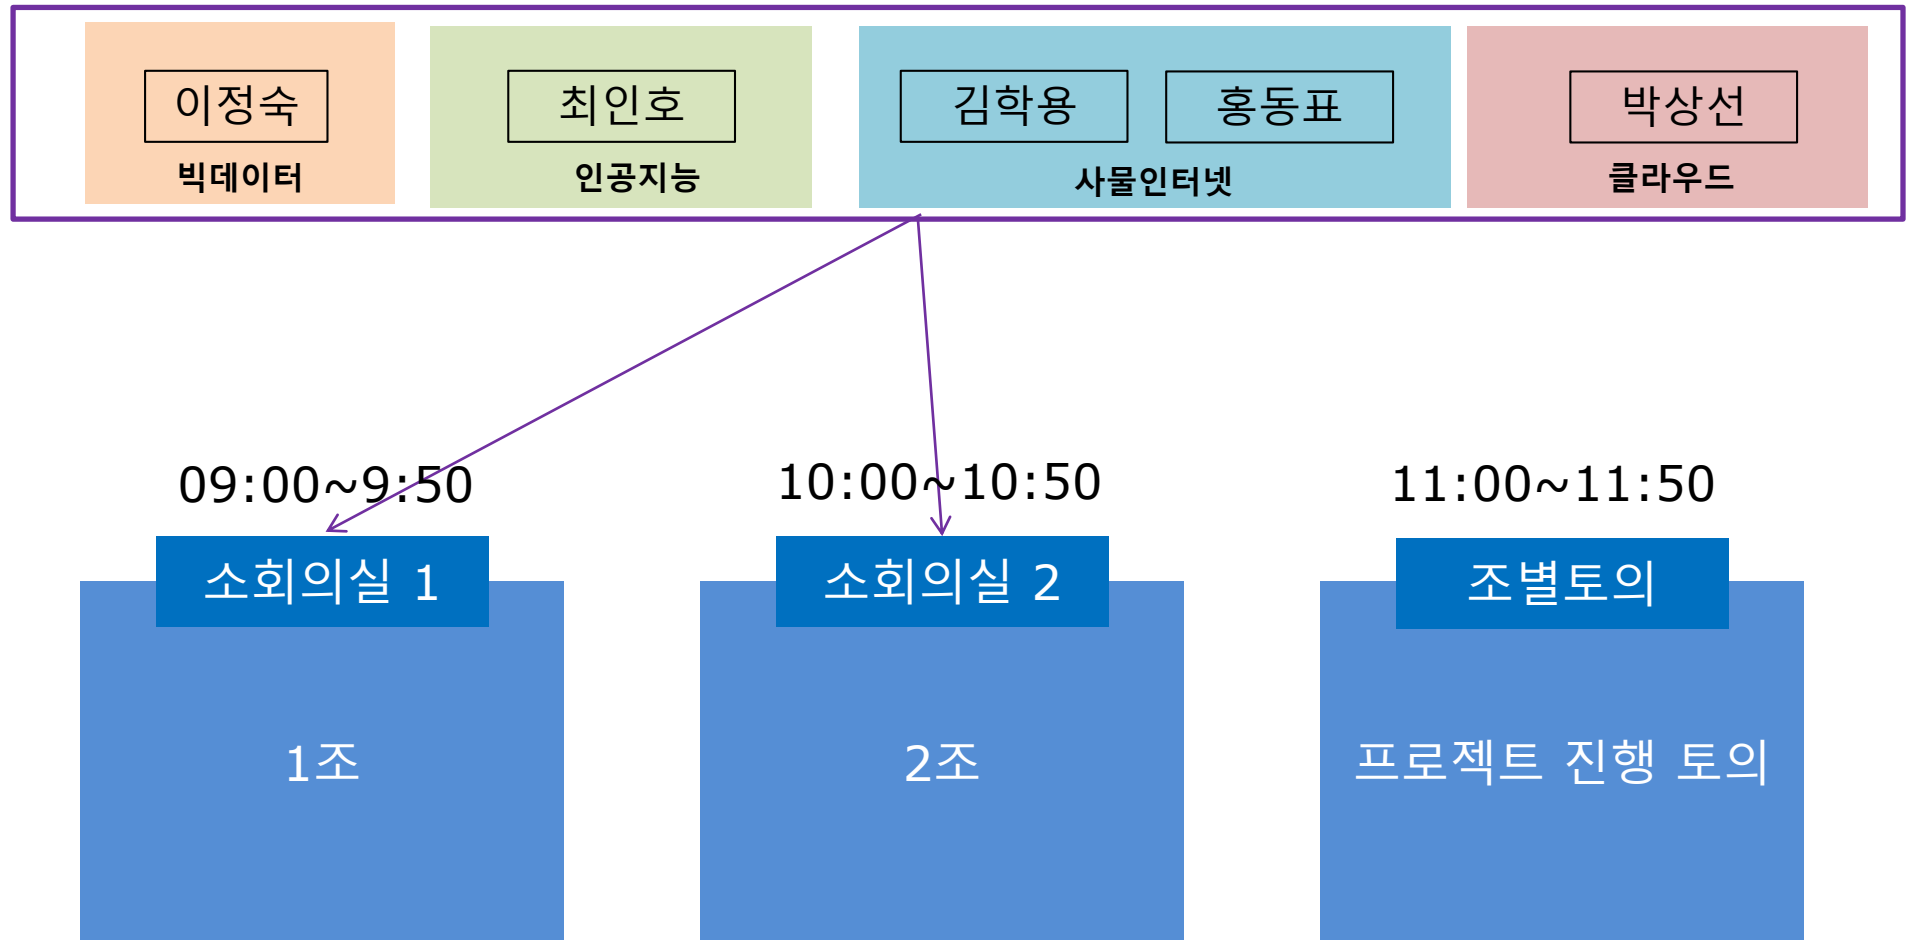 이정숙
최인호
김학용
홍동표
박상선
빅데이터
인공지능
사물인터넷
클라우드
09:00~9:50
10:00~10:50
11:00~11:50
소회의실 1
소회의실 2
조별토의
1조
2조
프로젝트 진행 토의